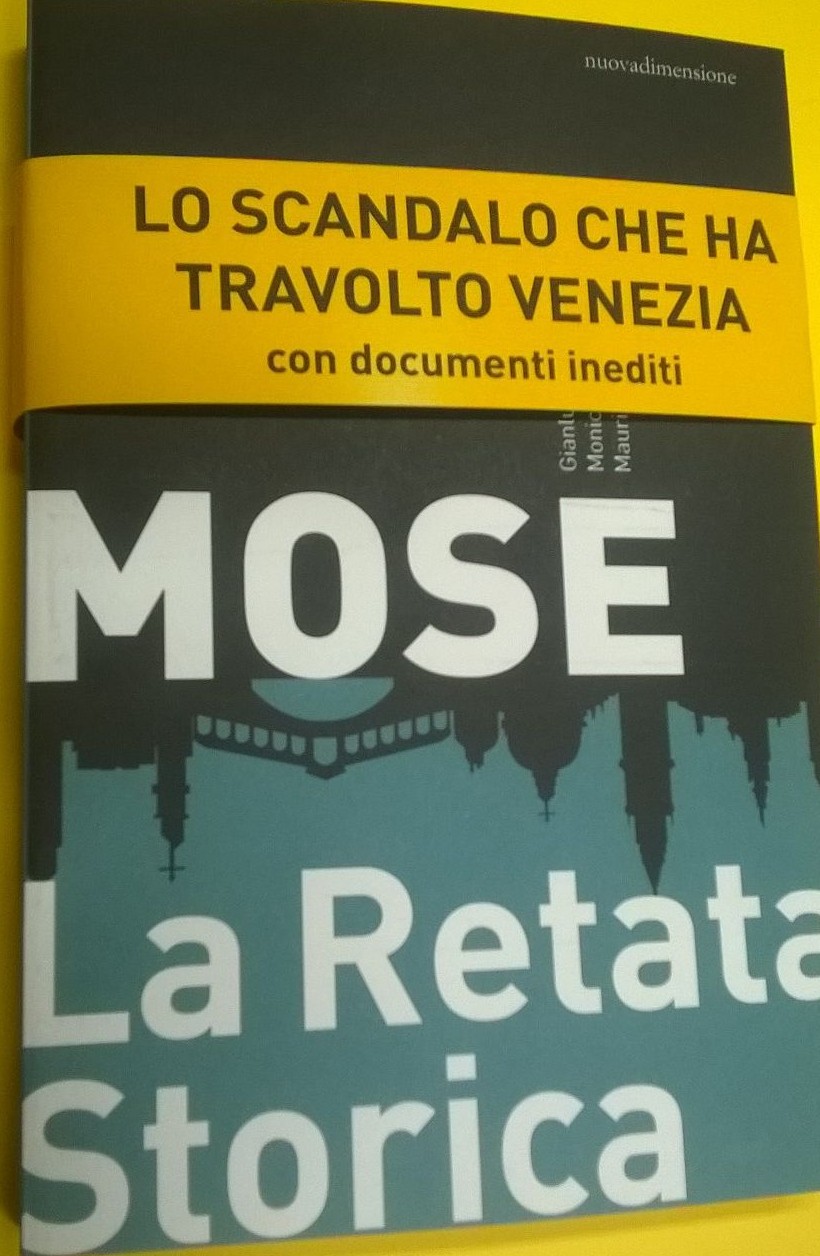 nuovadimensione
LO SCANDALO CHE HA
TRAVOLTO VENEZIA
con documenti inediti
MOSE
La Retata
Storica